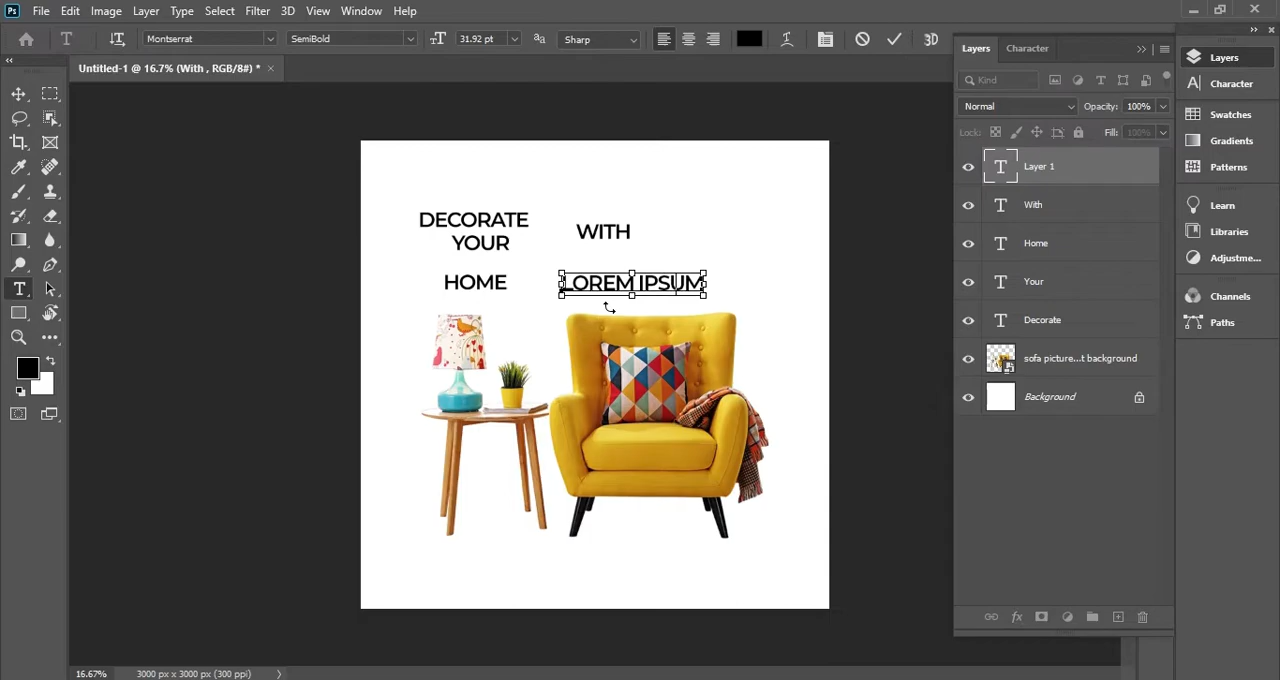 Ps File Edit Image Layer Type Select Filter 3D View Window Help
Montserrat SemiBold 31.92 pt Sharp 3D
Untitled-1 @ 16.7% (With , RGB/8#) *
Layers Character
Kind
Normal Opacity: 100%
Lock: Fill: 100%
Layer 1
With
Home
Your
Decorate
sofa picture...t background
Background
Layers
Character
Swatches
Gradients
Patterns
Learn
Libraries
Adjustme...
Channels
Paths
DECORATE
YOUR
WITH
HOME
LOREM IPSUM
16.67% 3000 px x 3000 px (300 ppi)